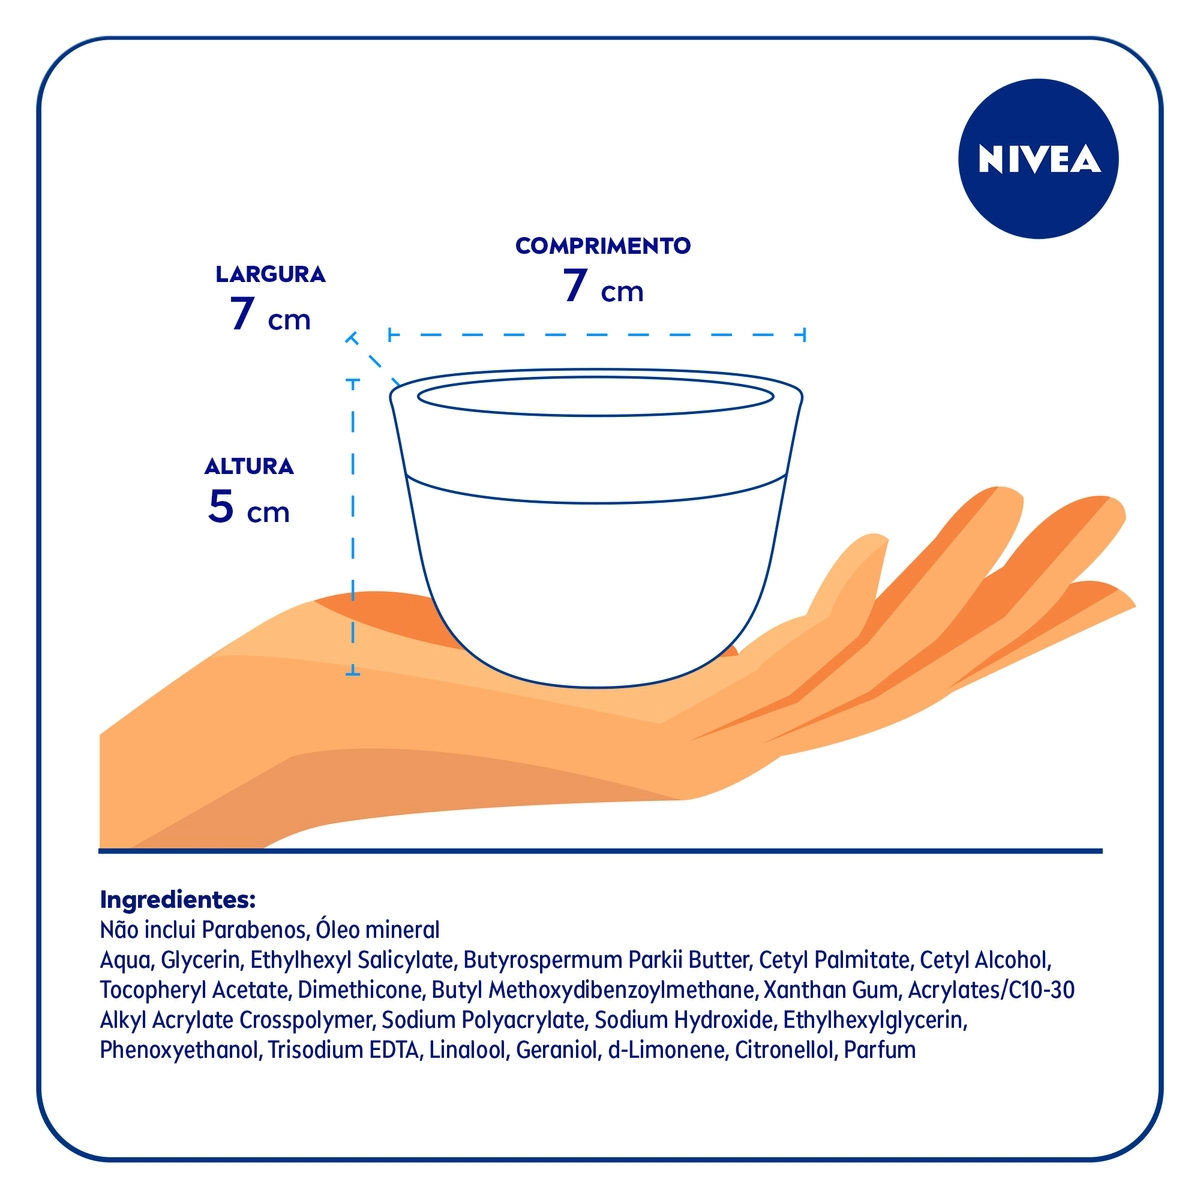 NIVEA
COMPRIMENTO
7 cm
LARGURA
7 cm
ALTURA
5 cm
Ingredientes:
Não inclui Parabenos, Óleo mineral
Aqua, Glycerin, Ethylhexyl Salicylate, Butyrospermum Parkii Butter, Cetyl Palmitate, Cetyl Alcohol,
Tocopheryl Acetate, Dimethicone, Butyl Methoxydibenzoylmethane, Xanthan Gum, Acrylates/C10-30
Alkyl Acrylate Crosspolymer, Sodium Polyacrylate, Sodium Hydroxide, Ethylhexylglycerin,
Phenoxyethanol, Trisodium EDTA, Linalool, Geraniol, d-Limonene, Citronellol, Parfum